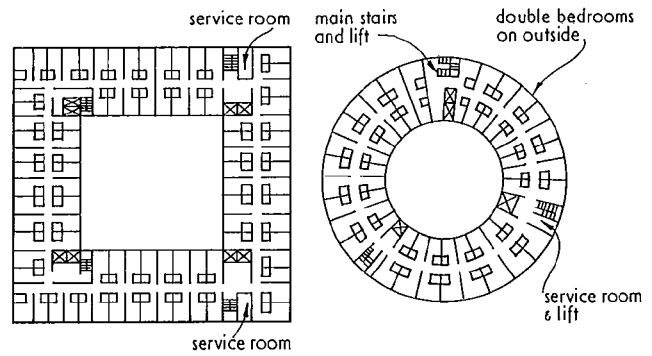 service room
main stairs
and lift
double bedrooms
on outside
service room
& lift
service room